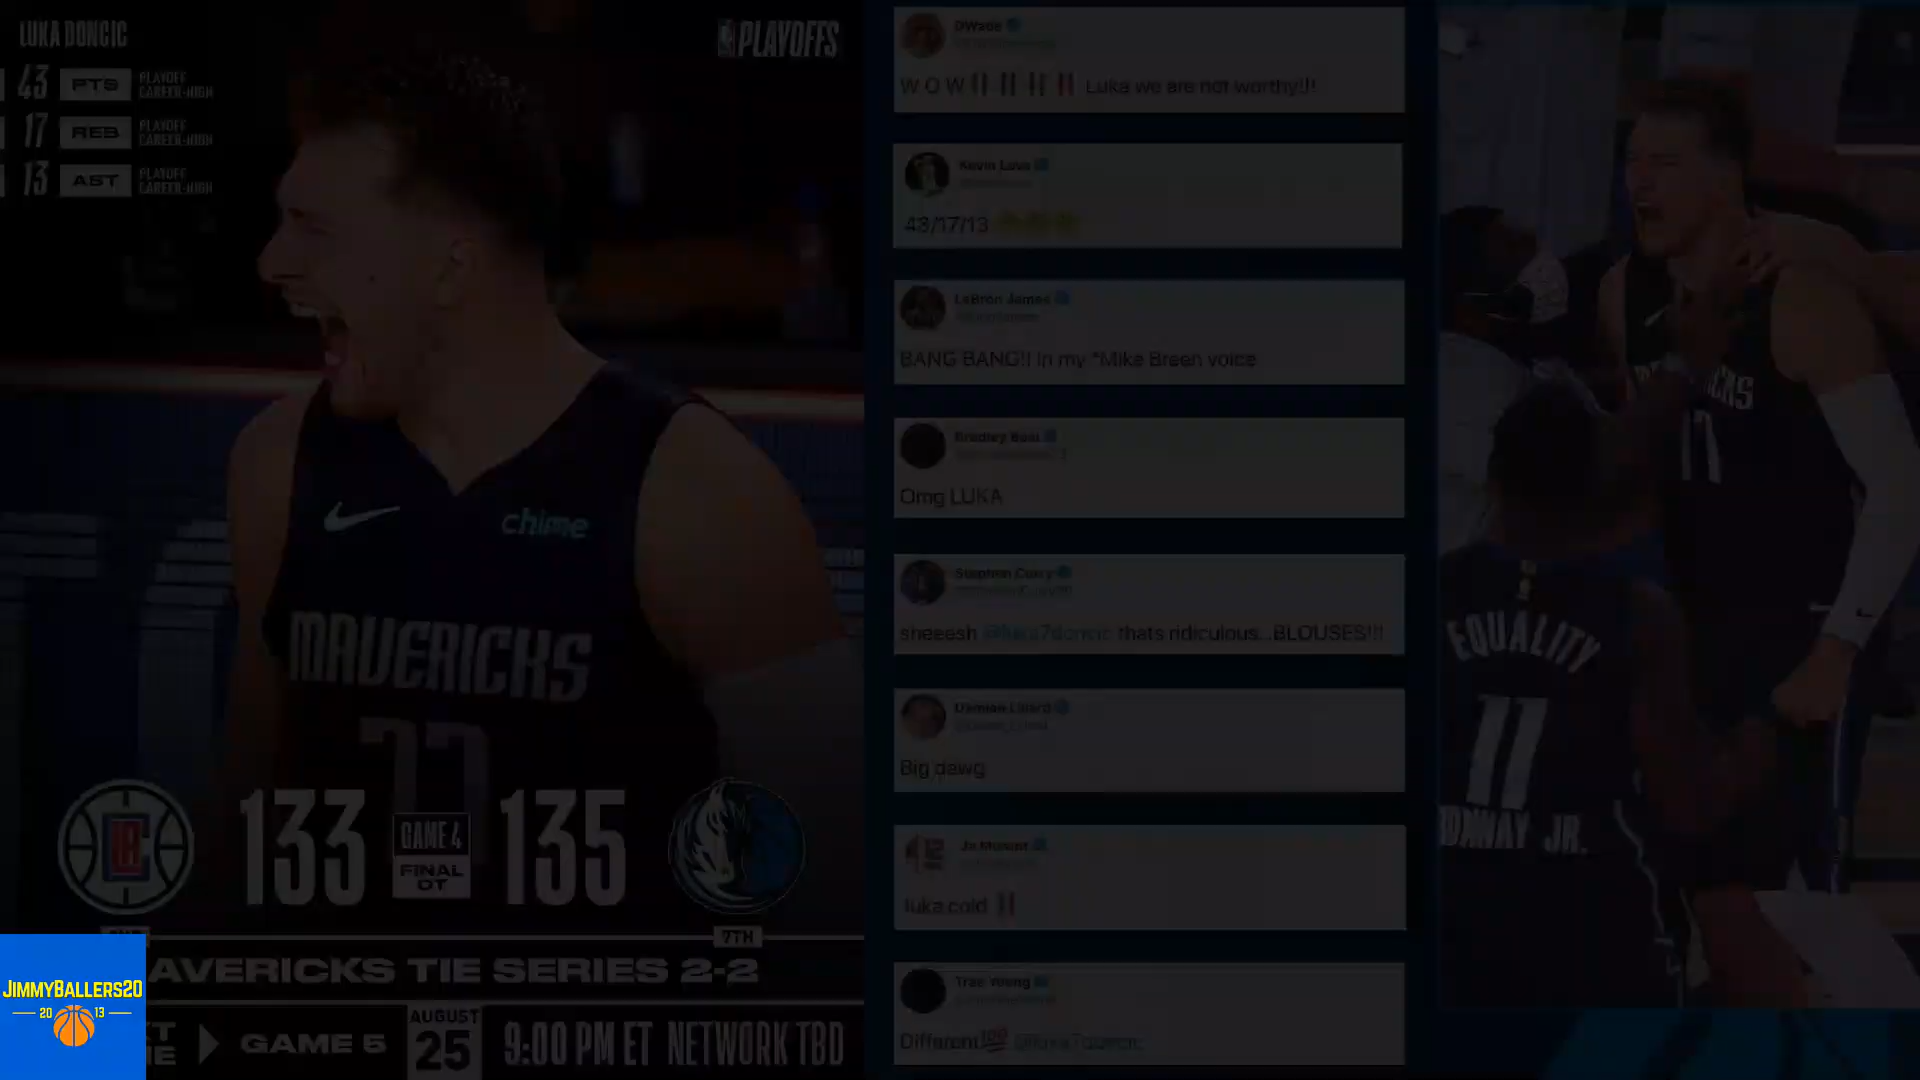 LUKA DONCIC
PLAYOFFS
43 PTS PLAYOFF CAREER-HIGH
17 REB PLAYOFF CAREER-HIGH
13 AST PLAYOFF CAREER-HIGH
chime
MAVERICKS
77
133
GAME 4
FINAL
OT
135
7TH
AVERICKS TIE SERIES 2-2
GAME 5
AUGUST
25
9:00 PM ET NETWORK TBD
JIMMYBALLERS20
20 13
DWade
W O W ‼️ ‼️ ‼️ ‼️ Luka we are not worthy!!!
Kevin Love
43/17/13
LeBron James
BANG BANG!! In my *Mike Breen voice
Bradley Beal
Omg LUKA
Stephen Curry
sheeesh @luka7doncic thats ridiculous...BLOUSES!!!
Damian Lillard
Big dawg
Ja Morant
luka cold ‼️
Trae Young
Different💯 @luka7doncic
EQUALITY
11